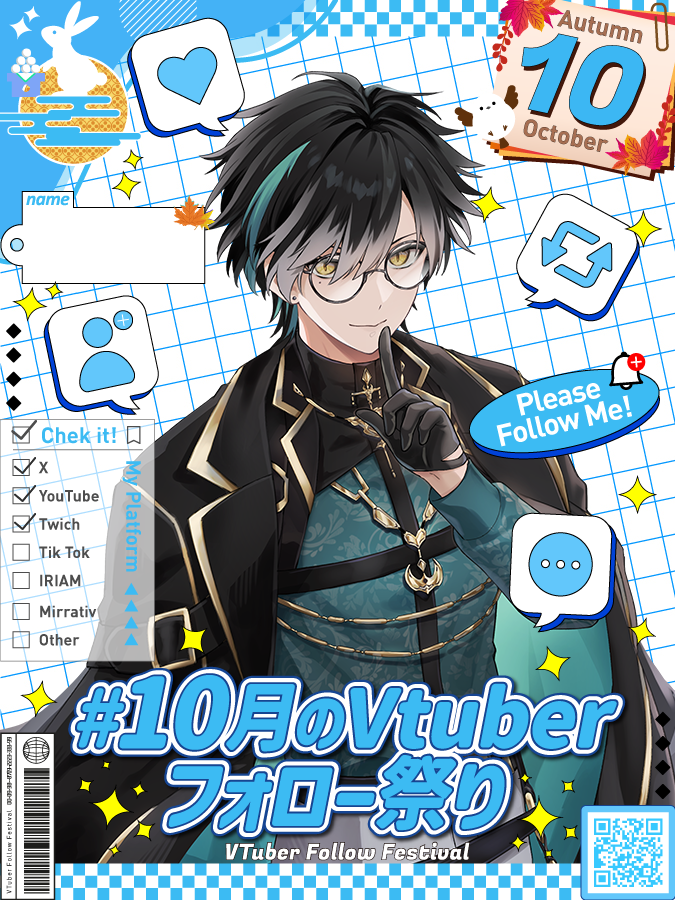 Autumn
10
October
name
Please
Follow Me!
Chek it!
X
YouTube
Twich
Tik Tok
IRIAM
Mirrativ
Other
My Platform
#10月のVtuber
フォロー祭り
VTuber Follow Festival
VTuber Follow Festival